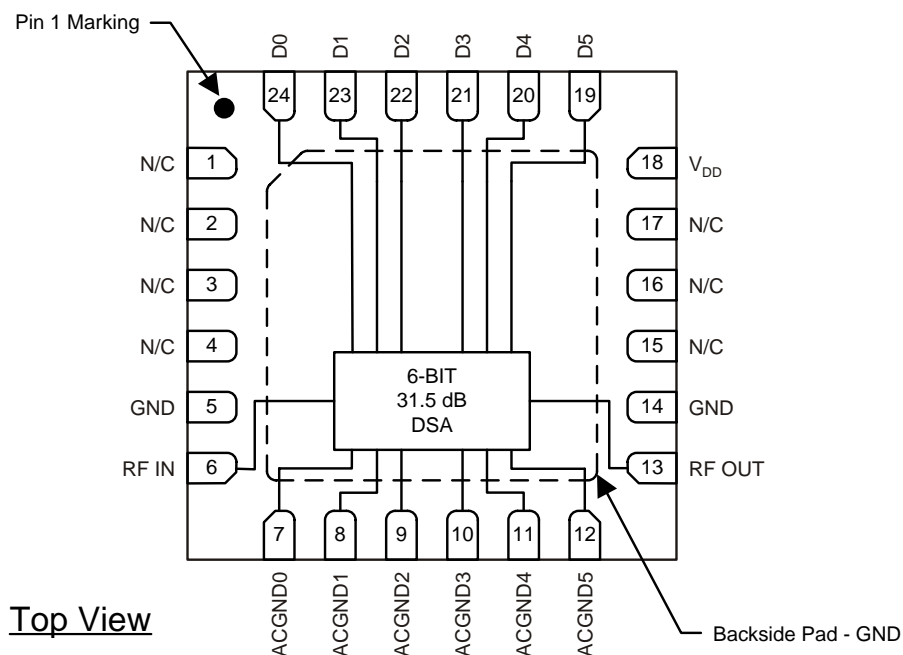 Pin 1 Marking
D0
D1
D2
D3
D4
D5
24
23
22
21
20
19
N/C
1
18
VDD
N/C
2
17
N/C
N/C
3
16
N/C
N/C
4
15
N/C
GND
5
14
GND
RF IN
6
13
RF OUT
6-BIT
31.5 dB
DSA
7
8
9
10
11
12
ACGND0
ACGND1
ACGND2
ACGND3
ACGND4
ACGND5
Top View
Backside Pad - GND